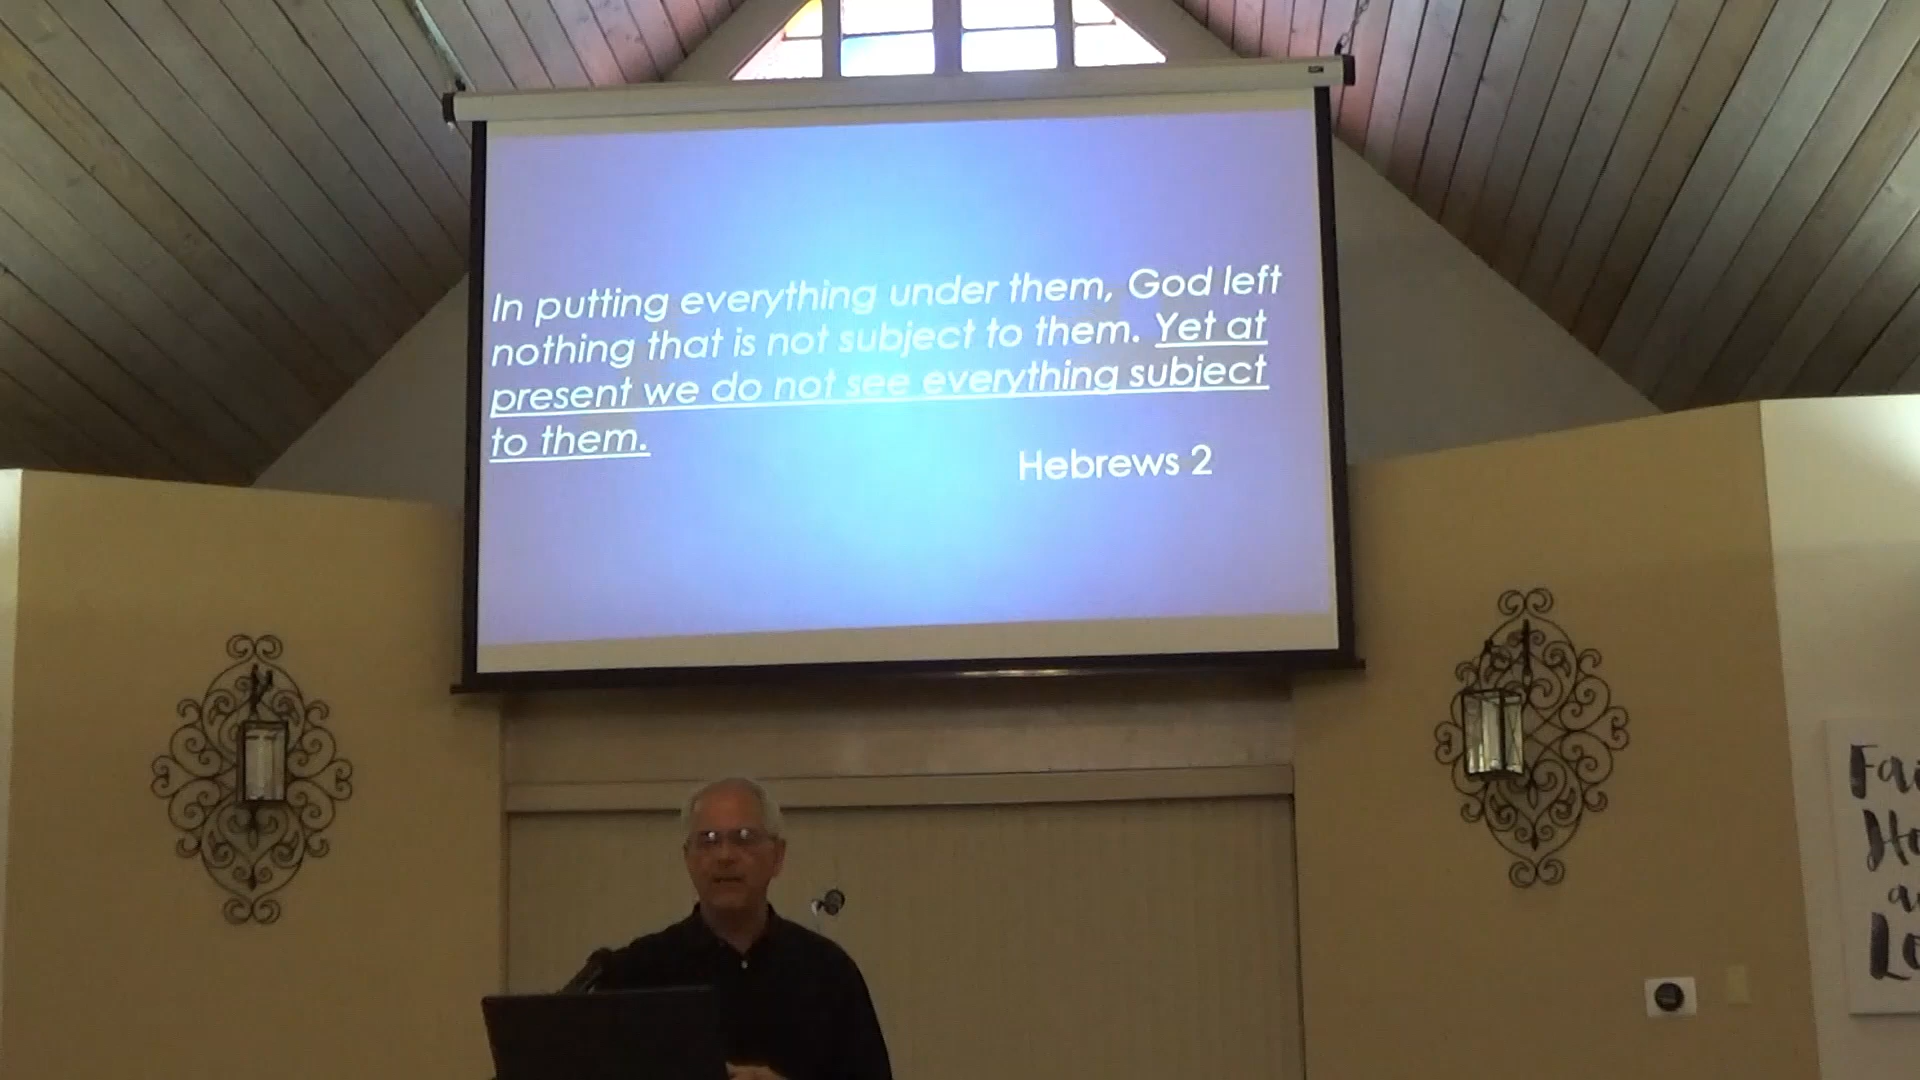 In putting everything under them, God left
nothing that is not subject to them. Yet at
present we do not see everything subject
to them.
Hebrews 2